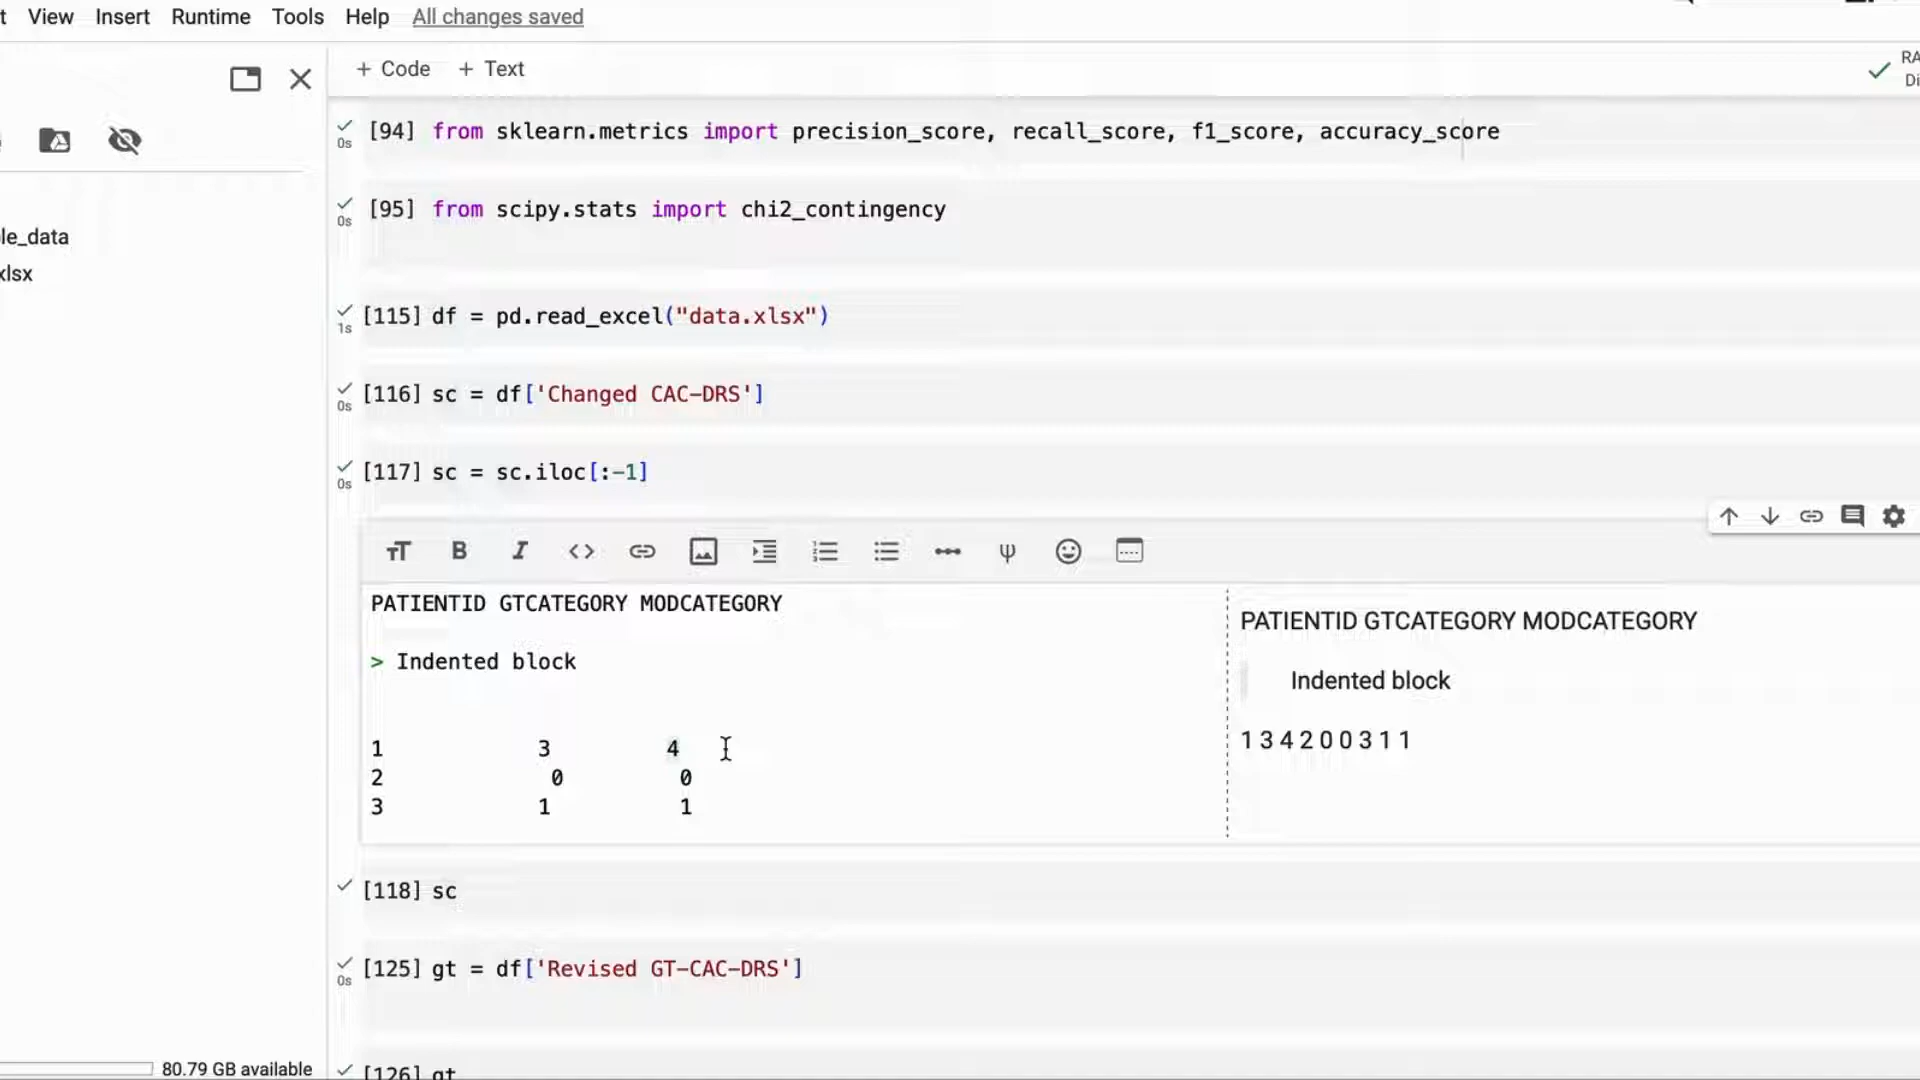 View Insert Runtime Tools Help All changes saved
+ Code + Text
[94] from sklearn.metrics import precision_score, recall_score, f1_score, accuracy_score
0s
[95] from scipy.stats import chi2_contingency
0s
le_data
xlsx
[115] df = pd.read_excel("data.xlsx")
1s
[116] sc = df['Changed CAC-DRS']
0s
[117] sc = sc.iloc[:-1]
0s
PATIENTID GTCATEGORY MODCATEGORY
> Indented block
1 3 4
2 0 0
3 1 1
PATIENTID GTCATEGORY MODCATEGORY
Indented block
1 3 4 2 0 0 3 1 1
[118] sc
[125] gt = df['Revised GT-CAC-DRS']
0s
[126] gt
80.79 GB available